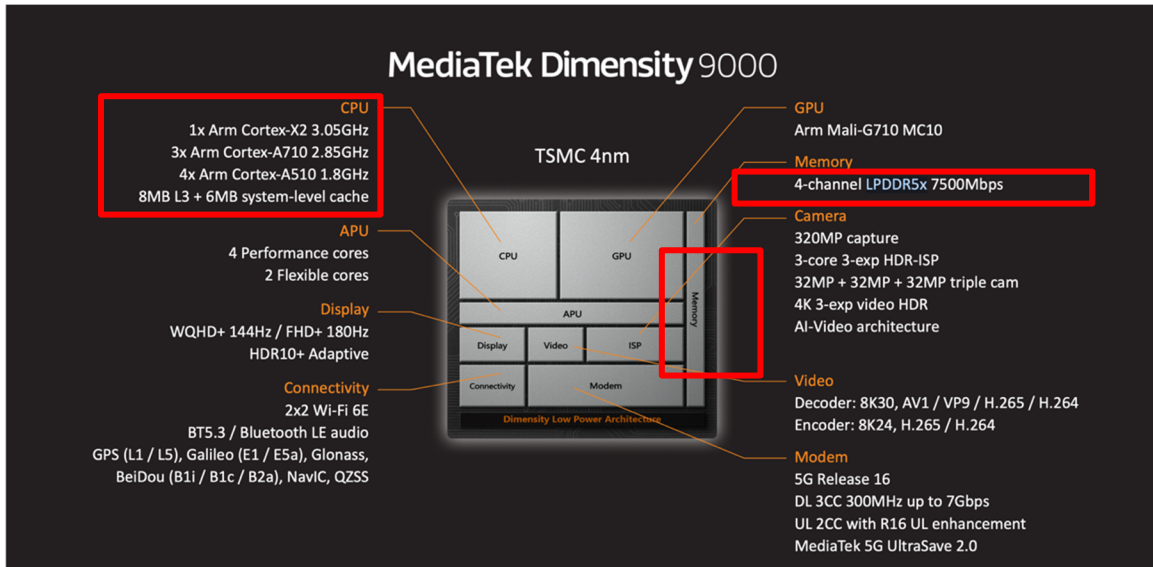 MediaTek Dimensity 9000
CPU
1x Arm Cortex-X2 3.05GHz
3x Arm Cortex-A710 2.85GHz
4x Arm Cortex-A510 1.8GHz
8MB L3 + 6MB system-level cache
APU
4 Performance cores
2 Flexible cores
Display
WQHD+ 144Hz / FHD+ 180Hz
HDR10+ Adaptive
Connectivity
2x2 Wi-Fi 6E
BT5.3 / Bluetooth LE audio
GPS (L1 / L5), Galileo (E1 / E5a), Glonass,
BeiDou (B1i / B1c / B2a), NavIC, QZSS
TSMC 4nm
CPU
GPU
APU
Display
Video
ISP
Connectivity
Modem
Memory
Dimensity Low Power Architecture
GPU
Arm Mali-G710 MC10
Memory
4-channel LPDDR5x 7500Mbps
Camera
320MP capture
3-core 3-exp HDR-ISP
32MP + 32MP + 32MP triple cam
4K 3-exp video HDR
AI-Video architecture
Video
Decoder: 8K30, AV1 / VP9 / H.265 / H.264
Encoder: 8K24, H.265 / H.264
Modem
5G Release 16
DL 3CC 300MHz up to 7Gbps
UL 2CC with R16 UL enhancement
MediaTek 5G UltraSave 2.0